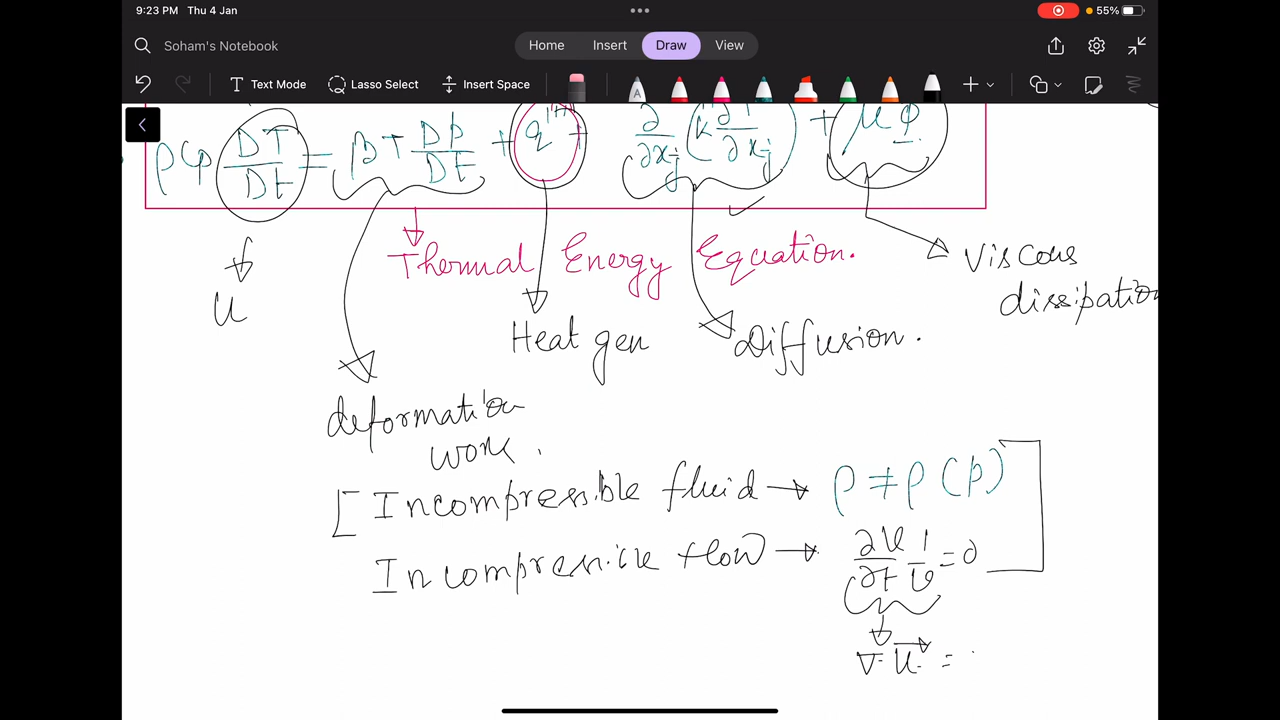 9:23 PM Thu 4 Jan
55%
Soham's Notebook
Home Insert Draw View
Text Mode Lasso Select Insert Space
ρCp DT/Dt = βT Dp/Dt + q''' + ∂/∂xj (k ∂T/∂xj) + μΦ
Thermal Energy Equation.
u
Heat gen
Diffusion.
Viscous
dissipation
deformation
work.
[Incompressible fluid → ρ ≠ ρ(p)
Incompressible flow → ∂V/∂t 1/V = 0]
∇·u =